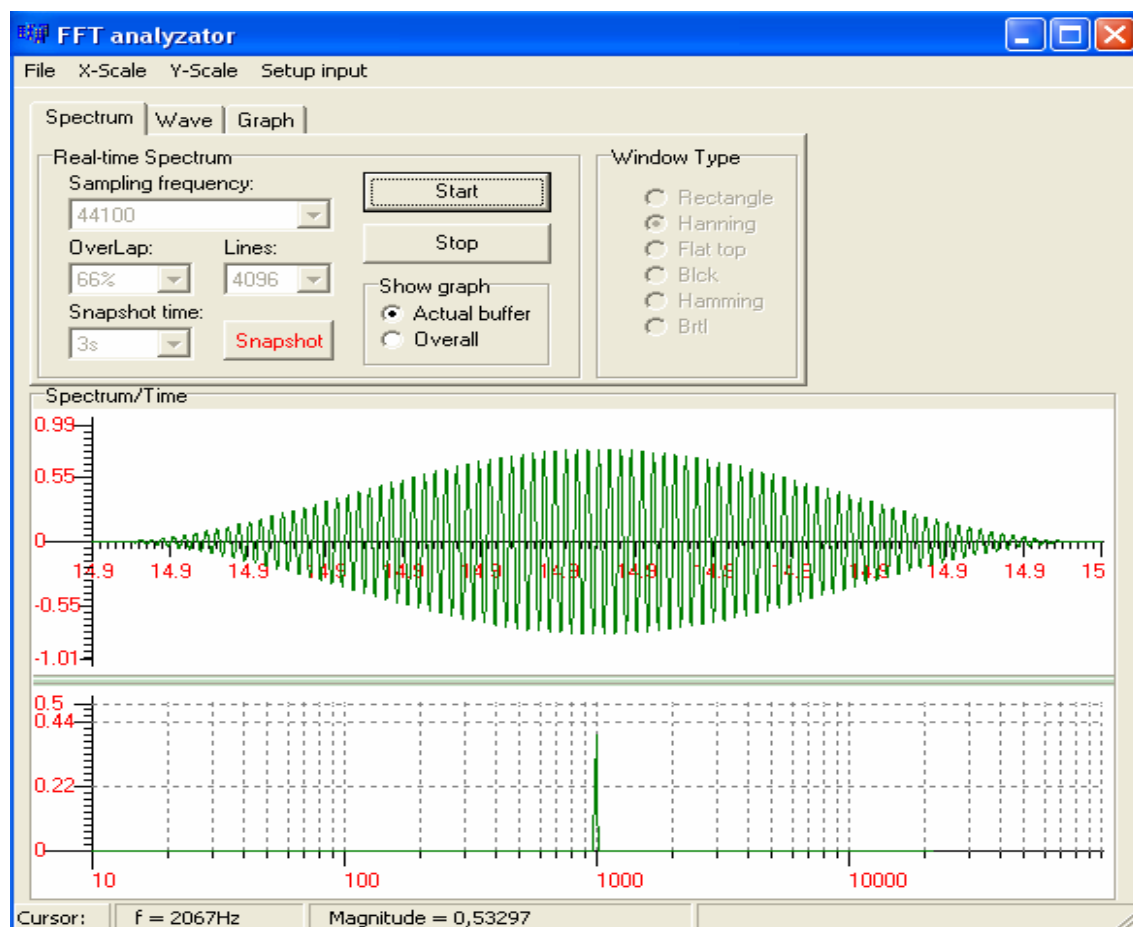 FFT analyzator
File X-Scale Y-Scale Setup input
Spectrum Wave Graph
Real-time Spectrum
Sampling frequency:
44100
OverLap: Lines:
66% 4096
Snapshot time:
3s Snapshot
Start
Stop
Show graph
Actual buffer
Overall
Window Type
Rectangle
Hanning
Flat top
Blck
Hamming
Brtl
Spectrum/Time
0.99
0.55
0
14.9 14.9 14.9 14.9 14.9 14.9 14.9 14.9 14.9 14.9 14.9 14.9 14.9 15
-0.55
-1.01
0.5
0.44
0.22
0
10 100 1000 10000
Cursor: f = 2067Hz Magnitude = 0,53297